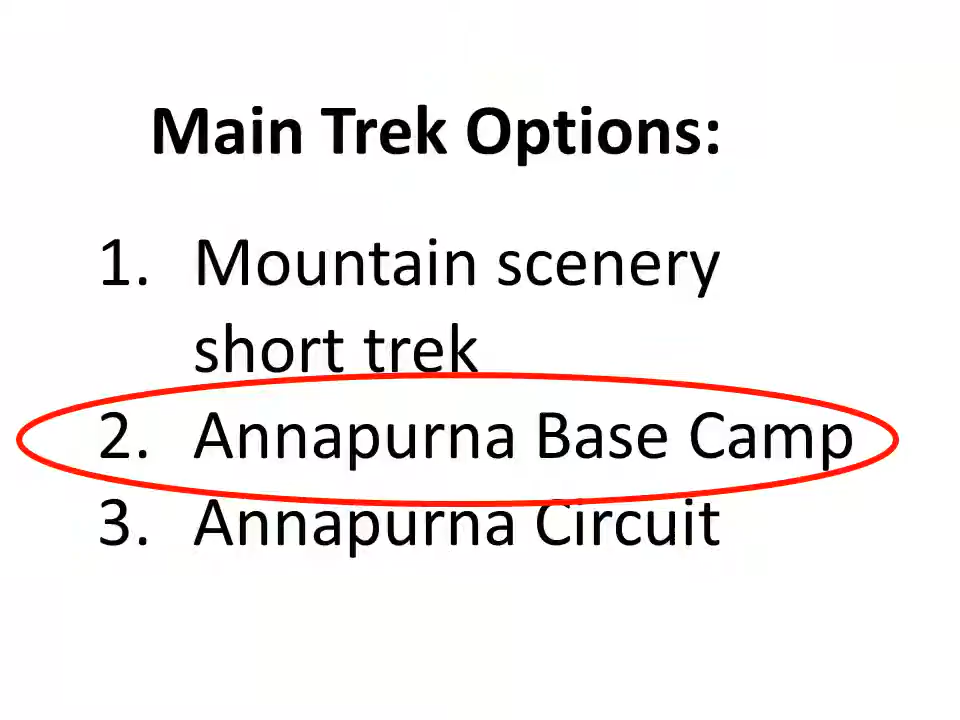 Main Trek Options:
1. Mountain scenery
short trek
2. Annapurna Base Camp
3. Annapurna Circuit